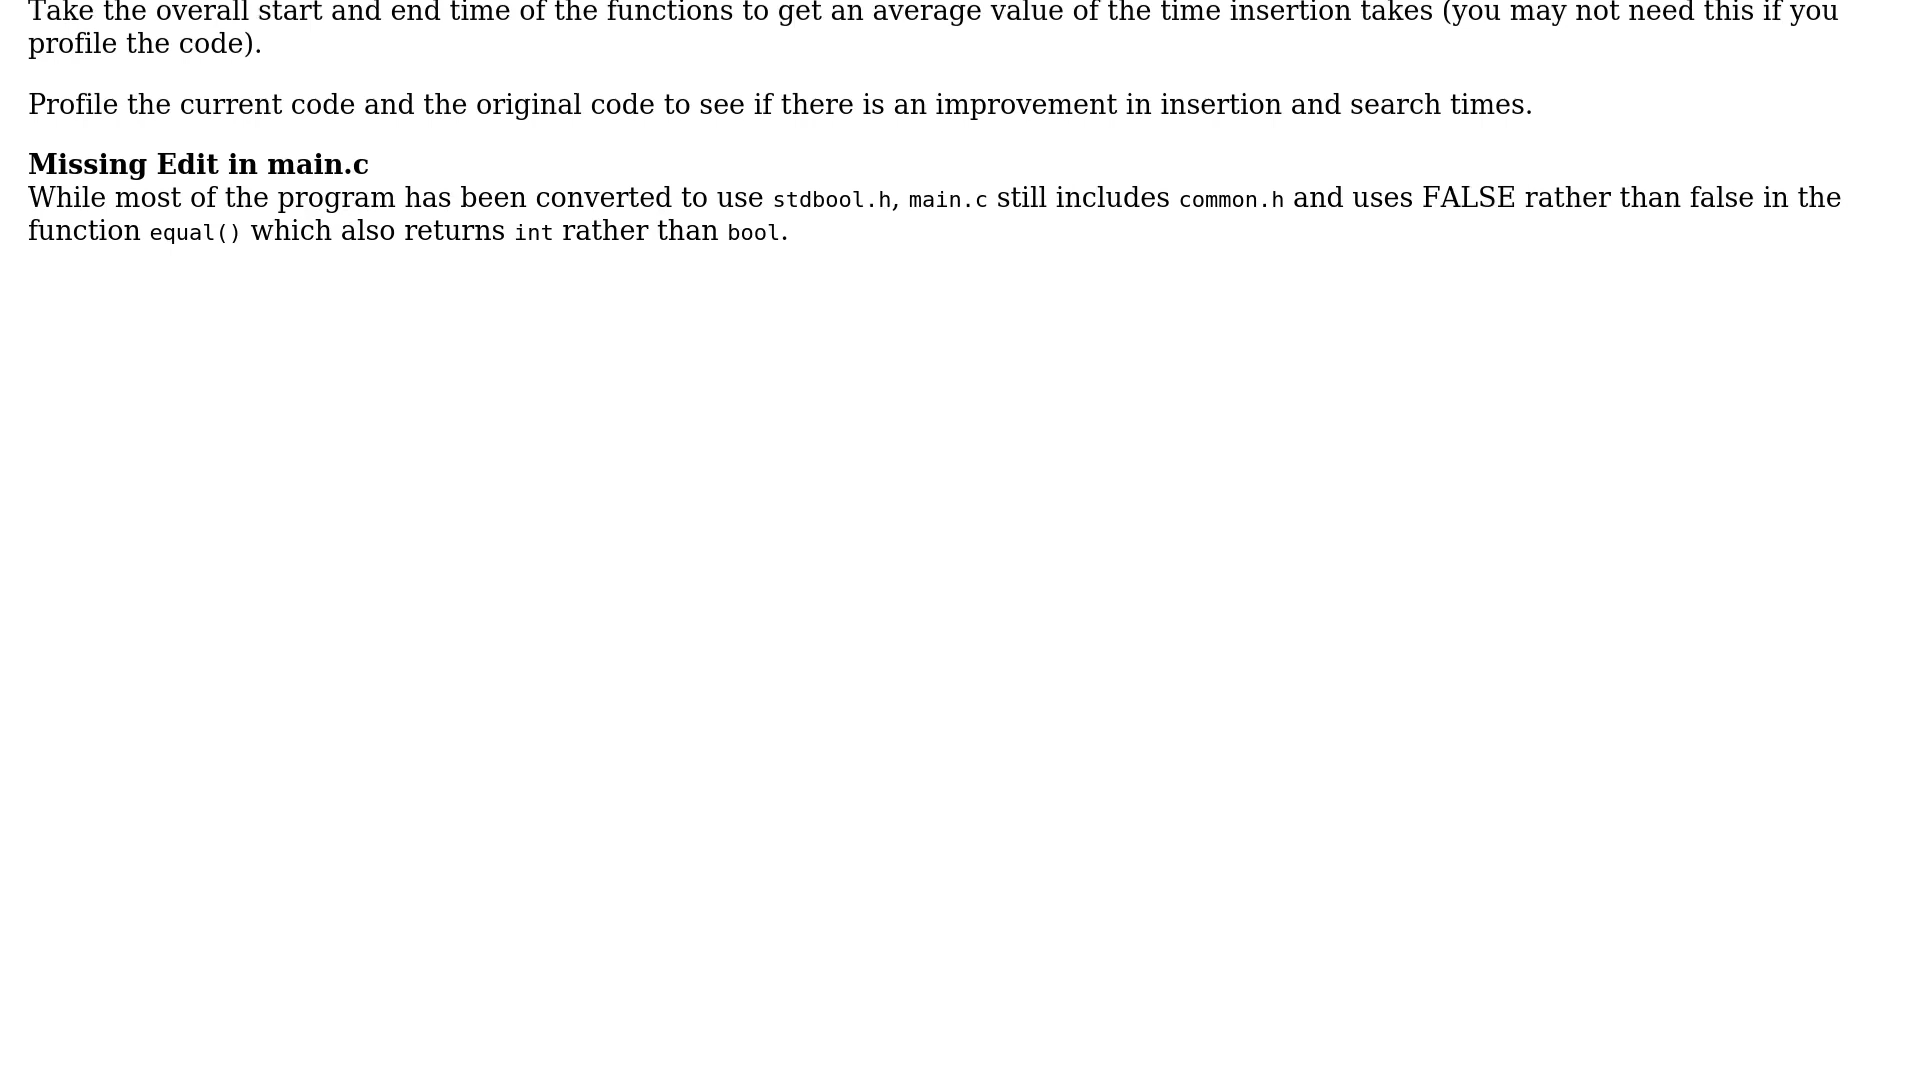 Take the overall start and end time of the functions to get an average value of the time insertion takes (you may not need this if you
profile the code).
Profile the current code and the original code to see if there is an improvement in insertion and search times.
Missing Edit in main.c
While most of the program has been converted to use stdbool.h, main.c still includes common.h and uses FALSE rather than false in the
function equal() which also returns int rather than bool.